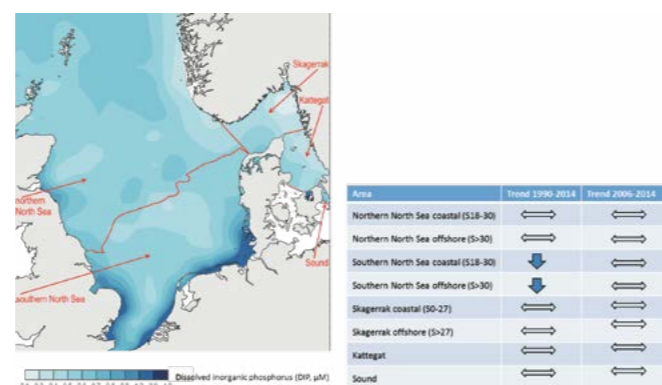 Skagerrak
Kattegat
northern
North Sea
Sound
southern North Sea
Dissolved inorganic phosphorus (DIP, µM)
Area Trend 1990-2014 Trend 2006-2014
Northern North Sea coastal (S18-30)
Northern North Sea offshore (S>30)
Southern North Sea coastal (S18-30)
Southern North Sea offshore (S>30)
Skagerrak coastal (S0-27)
Skagerrak offshore (S>27)
Kattegat
Sound